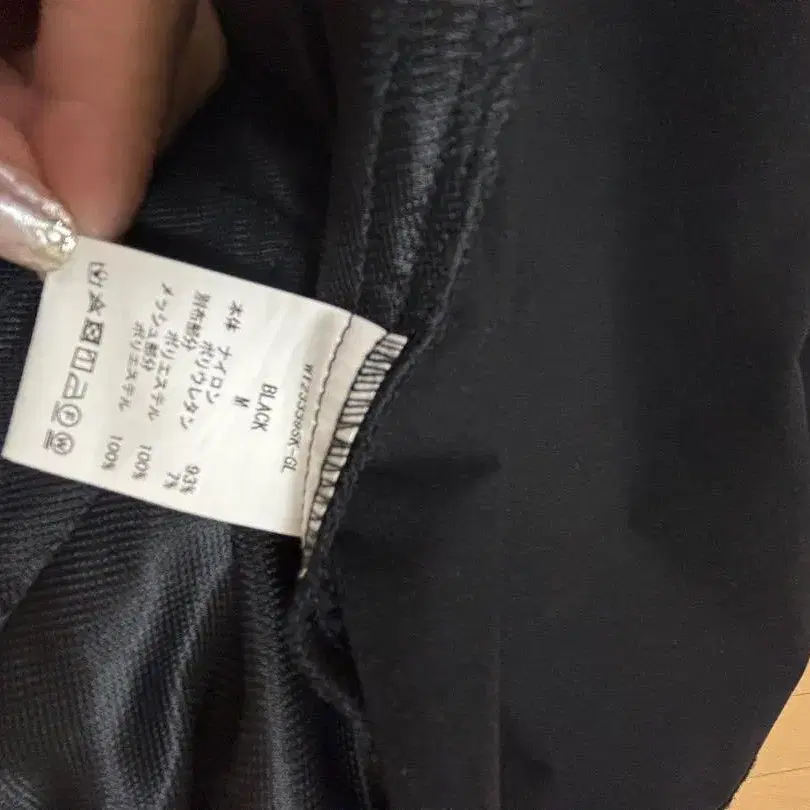 BLACK
M
本体 ナイロン 93%
ポリウレタン 7%
別布部分 ポリエステル 100%
メッシュ部分 ポリエステル 100%